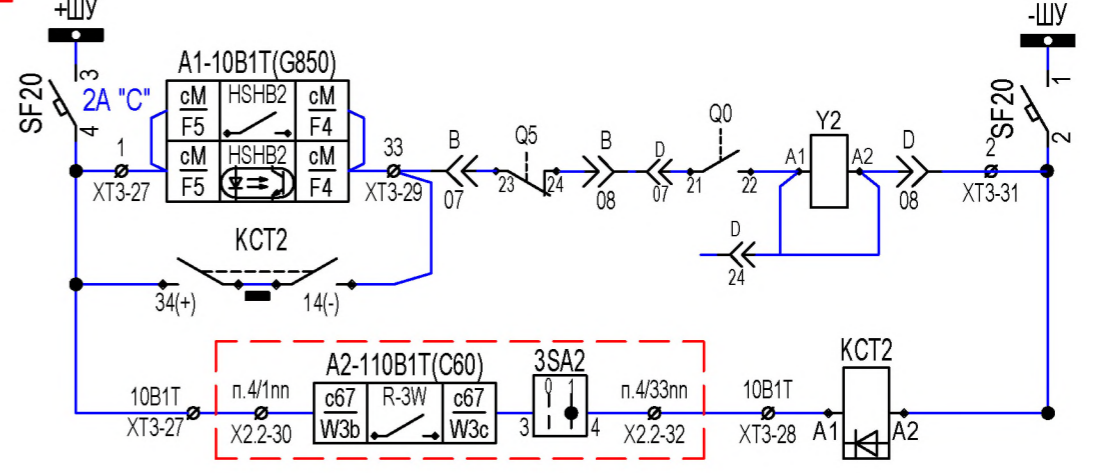 +ШУ
-ШУ
SF20
3
4
2A "C"
A1-10B1T(G850)
cM
F5
HSHB2
cM
F4
cM
F5
HSHB2
cM
F4
1
XT3-27
33
XT3-29
B
07
23
Q5
24
B
08
D
07
21
Q0
22
Y2
A1
A2
D
08
2
XT3-31
SF20
1
2
D
24
KCT2
34(+)
14(-)
10B1T
XT3-27
п.4/1пп
X2.2-30
A2-110B1T(C60)
c67
W3b
R-3W
c67
W3c
3SA2
0 1
3
4
п.4/33пп
X2.2-32
10B1T
XT3-28
KCT2
A1
A2